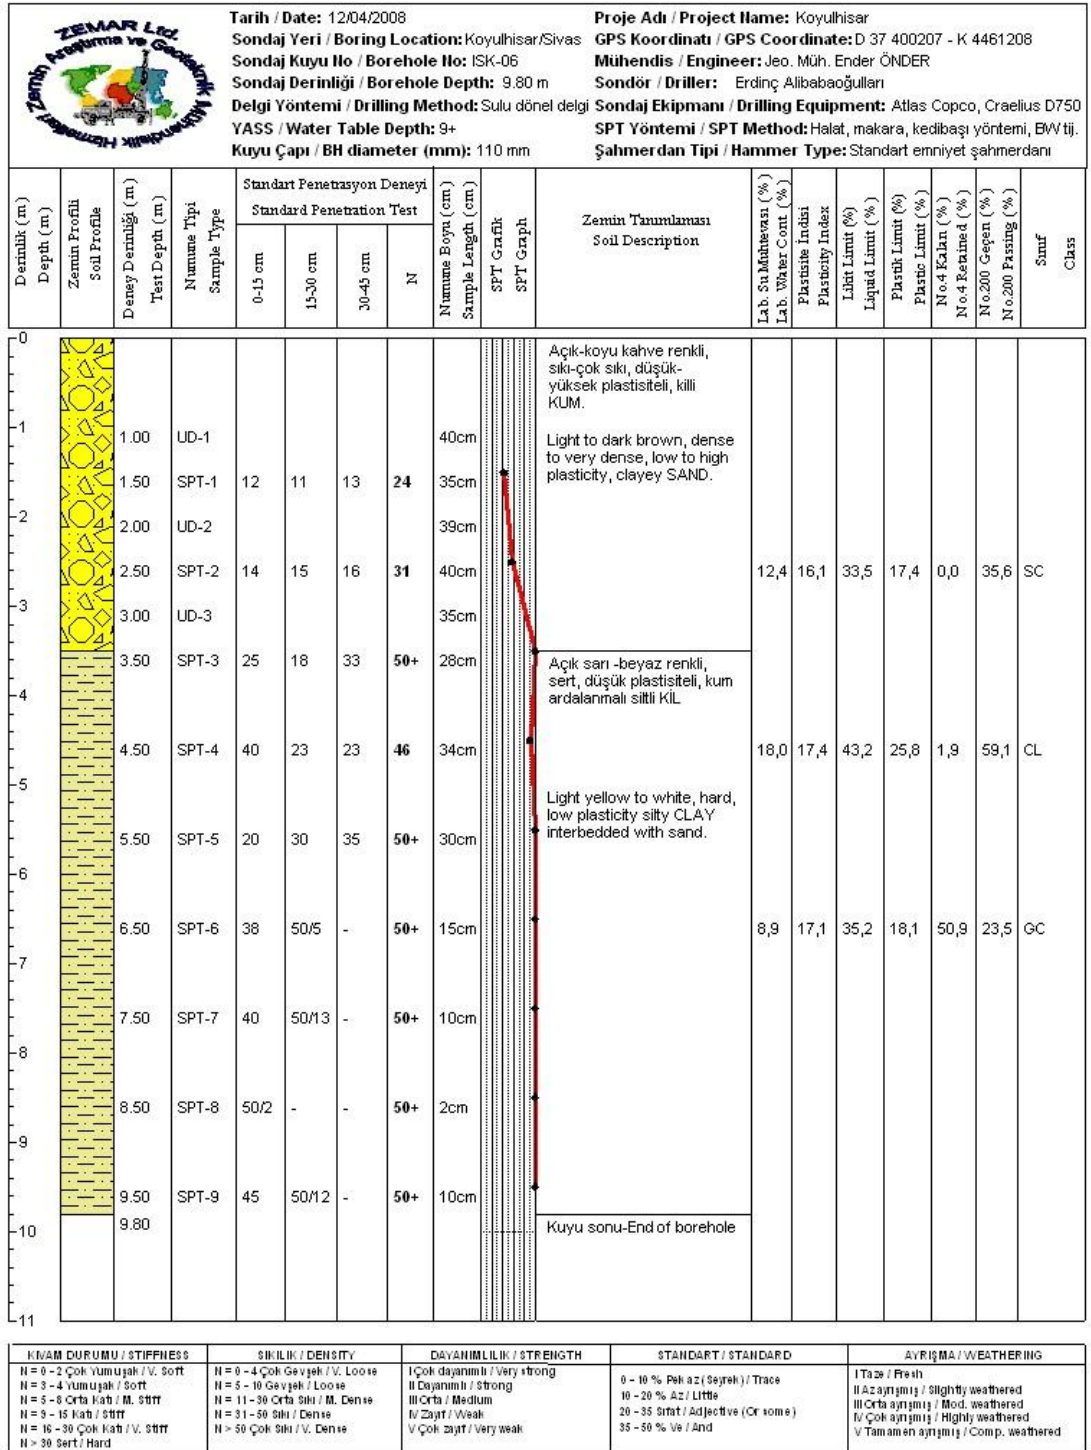 ZEMAR Ltd.
Zemin Araştırma ve Geoteknik Mühendislik Hizmetleri
Tarih / Date: 12/04/2008
Proje Adı / Project Name: Koyulhisar
Sondaj Yeri / Boring Location: Koyulhisar/Sivas
GPS Koordinatı / GPS Coordinate: D 37 400207 - K 4461208
Sondaj Kuyu No / Borehole No: ISK-06
Mühendis / Engineer: Jeo. Müh. Ender ÖNDER
Sondaj Derinliği / Borehole Depth: 9.80 m
Sondör / Driller: Erdinç Alibabaoğulları
Delgi Yöntemi / Drilling Method: Sulu dönel delgi
Sondaj Ekipmanı / Drilling Equipment: Atlas Copco, Craelius D750
YASS / Water Table Depth: 9+
SPT Yöntemi / SPT Method: Halat, makara, kedibaşı yöntemi, BW tij.
Kuyu Çapı / BH diameter (mm): 110 mm
Şahmerdan Tipi / Hammer Type: Standart emniyet şahmerdanı
Derinlik ( m )
Depth ( m )
Zemin Profili
Soil Profile
Deney Derinliği ( m )
Test Depth ( m )
Numune Tipi
Sample Type
Standart Penetrasyon Deneyi
Standard Penetration Test
0-15 cm
15-30 cm
30-45 cm
N
Numune Boyu ( cm )
Sample Length ( cm )
SPT Grafik
SPT Graph
Zemin Tanımlaması
Soil Description
Lab. Su Muhtevası ( % )
Lab. Water Cont. ( % )
Plastisite İndisi
Plasticity Index
Likit Limit (%)
Liquid Limit ( % )
Plastik Limit (%)
Plastic Limit ( % )
No.4 Kalan ( % )
No.4 Retained ( % )
No.200 Geçen ( % )
No.200 Passing ( % )
Sınıf
Class
0
Açık-koyu kahve renkli,
sıkı-çok sıkı, düşük-
yüksek plastisiteli, killi
KUM.
1
1.00 UD-1 40cm
Light to dark brown, dense
to very dense, low to high
plasticity, clayey SAND.
1.50 SPT-1 12 11 13 24 35cm
2
2.00 UD-2 39cm
2.50 SPT-2 14 15 16 31 40cm 12,4 16,1 33,5 17,4 0,0 35,6 SC
3
3.00 UD-3 35cm
3.50 SPT-3 25 18 33 50+ 28cm
Açık sarı -beyaz renkli,
sert, düşük plastisiteli, kum
ardalanmalı siltli KİL
4
4.50 SPT-4 40 23 23 46 34cm 18,0 17,4 43,2 25,8 1,9 59,1 CL
5
Light yellow to white, hard,
low plasticity silty CLAY
interbedded with sand.
5.50 SPT-5 20 30 35 50+ 30cm
6
6.50 SPT-6 38 50/5 - 50+ 15cm 8,9 17,1 35,2 18,1 50,9 23,5 GC
7
7.50 SPT-7 40 50/13 - 50+ 10cm
8
8.50 SPT-8 50/2 - - 50+ 2cm
9
9.50 SPT-9 45 50/12 - 50+ 10cm
9.80
Kuyu sonu-End of borehole
10
11
KIVAM DURUMU / STIFFNESS
N = 0 - 2 Çok Yumuşak / V. Soft
N = 3 - 4 Yumuşak / Soft
N = 5 - 8 Orta Katı / M. Stiff
N = 9 - 15 Katı / Stiff
N = 16 - 30 Çok Katı / V. Stiff
N > 30 Sert / Hard
SIKILIK / DENSITY
N = 0 - 4 Çok Gevşek / V. Loose
N = 5 - 10 Gevşek / Loose
N = 11 - 30 Orta Sıkı / M. Dense
N = 31 - 50 Sıkı / Dense
N > 50 Çok Sıkı / V. Dense
DAYANIMLILIK / STRENGTH
I Çok dayanımlı / Very strong
II Dayanımlı / Strong
III Orta / Medium
IV Zayıf / Weak
V Çok zayıf / Very weak
STANDART / STANDARD
0 - 10 % Pek az ( Seyrek ) / Trace
10 - 20 % Az / Little
20 - 35 Sıfat / Adjective ( Or some )
35 - 50 % Ve / And
AYRIŞMA / WEATHERING
I Taze / Fresh
II Az ayrışmış / Slightly weathered
III Orta ayrışmış / Mod. weathered
IV Çok ayrışmış / Highly weathered
V Tamamen ayrışmış / Comp. weathered